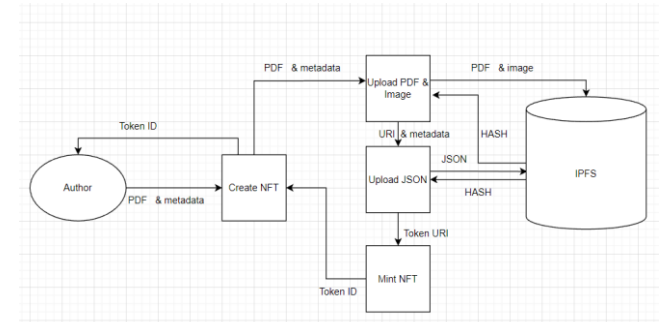 PDF & metadata
Upload PDF &
Image
PDF & image
Token ID
URI & metadata
HASH
JSON
Author
PDF & metadata
Create NFT
Upload JSON
HASH
IPFS
Token URI
Mint NFT
Token ID